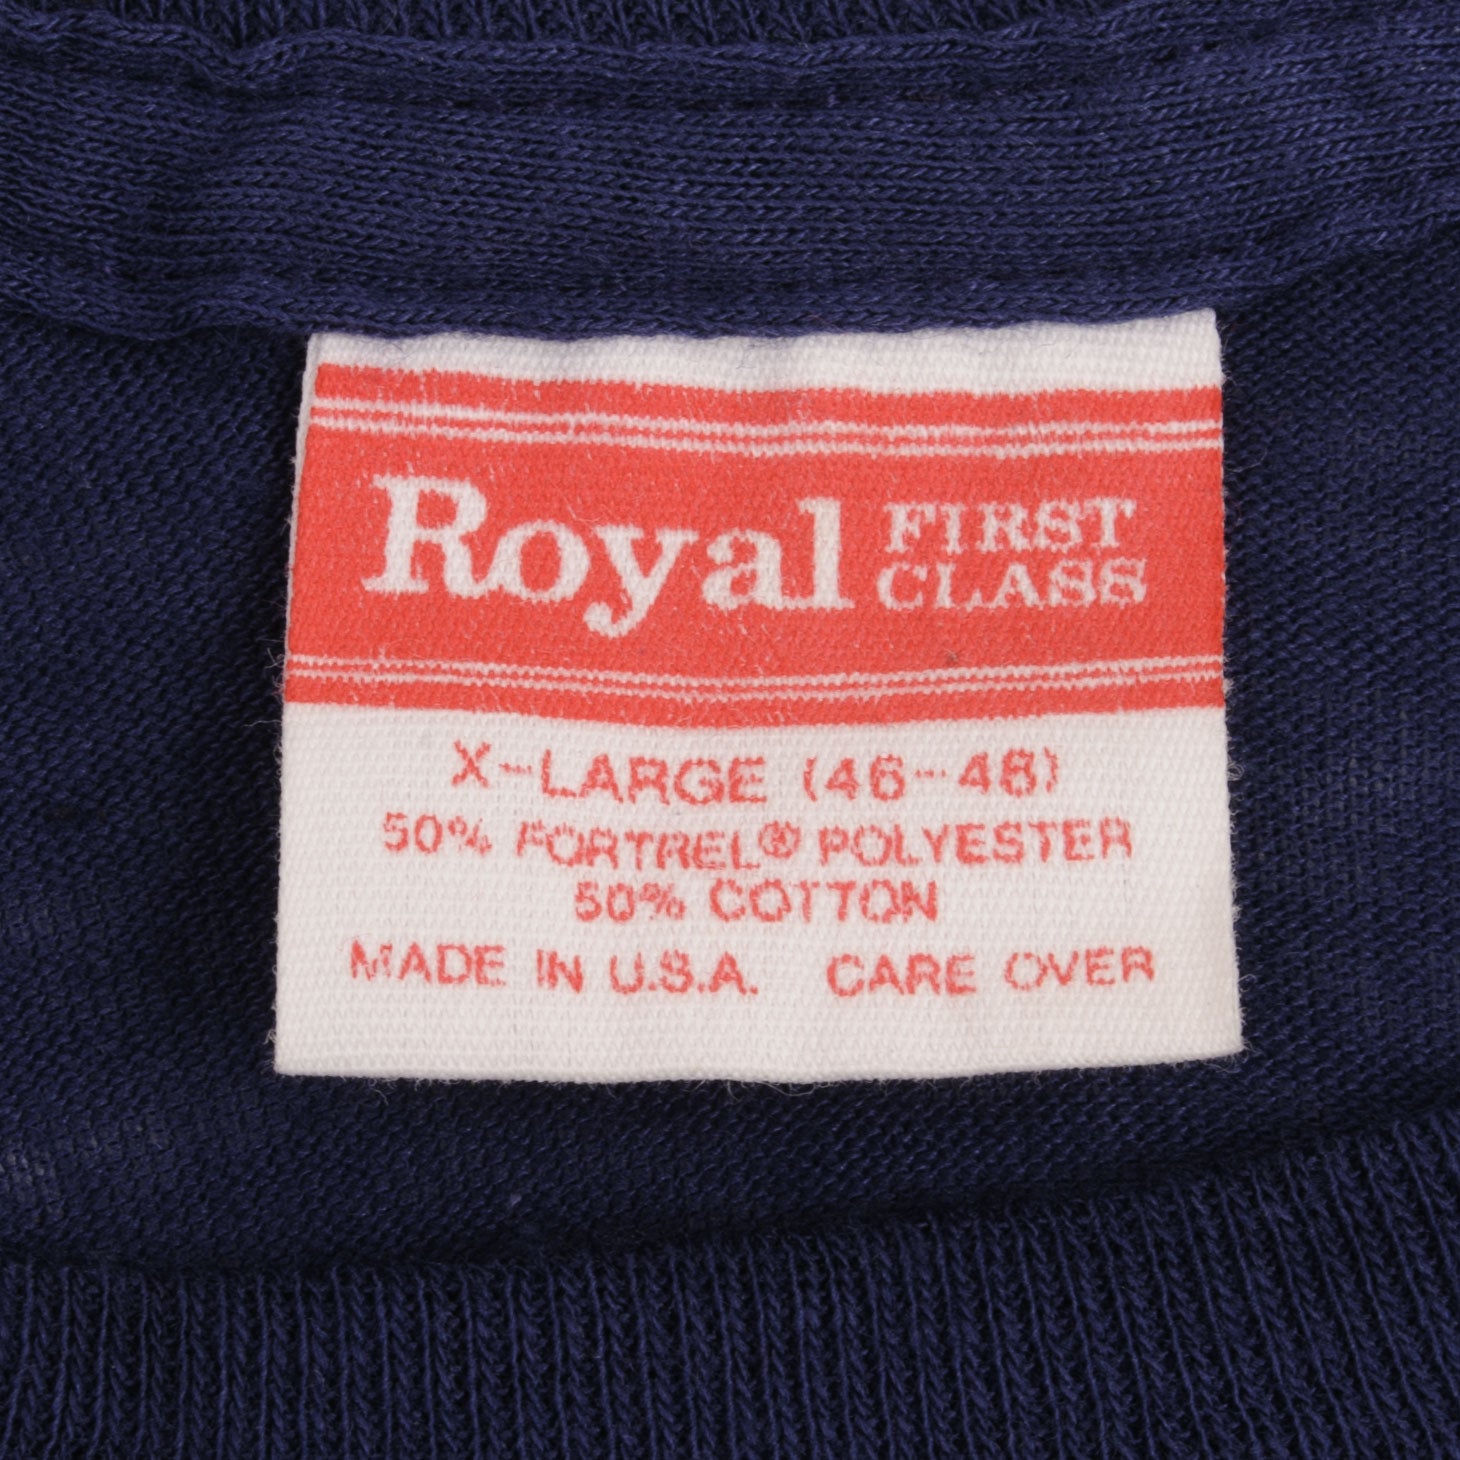 Royal FIRST CLASS
X-LARGE (46-48)
50% FORTREL® POLYESTER
50% COTTON
MADE IN U.S.A. CARE OVER